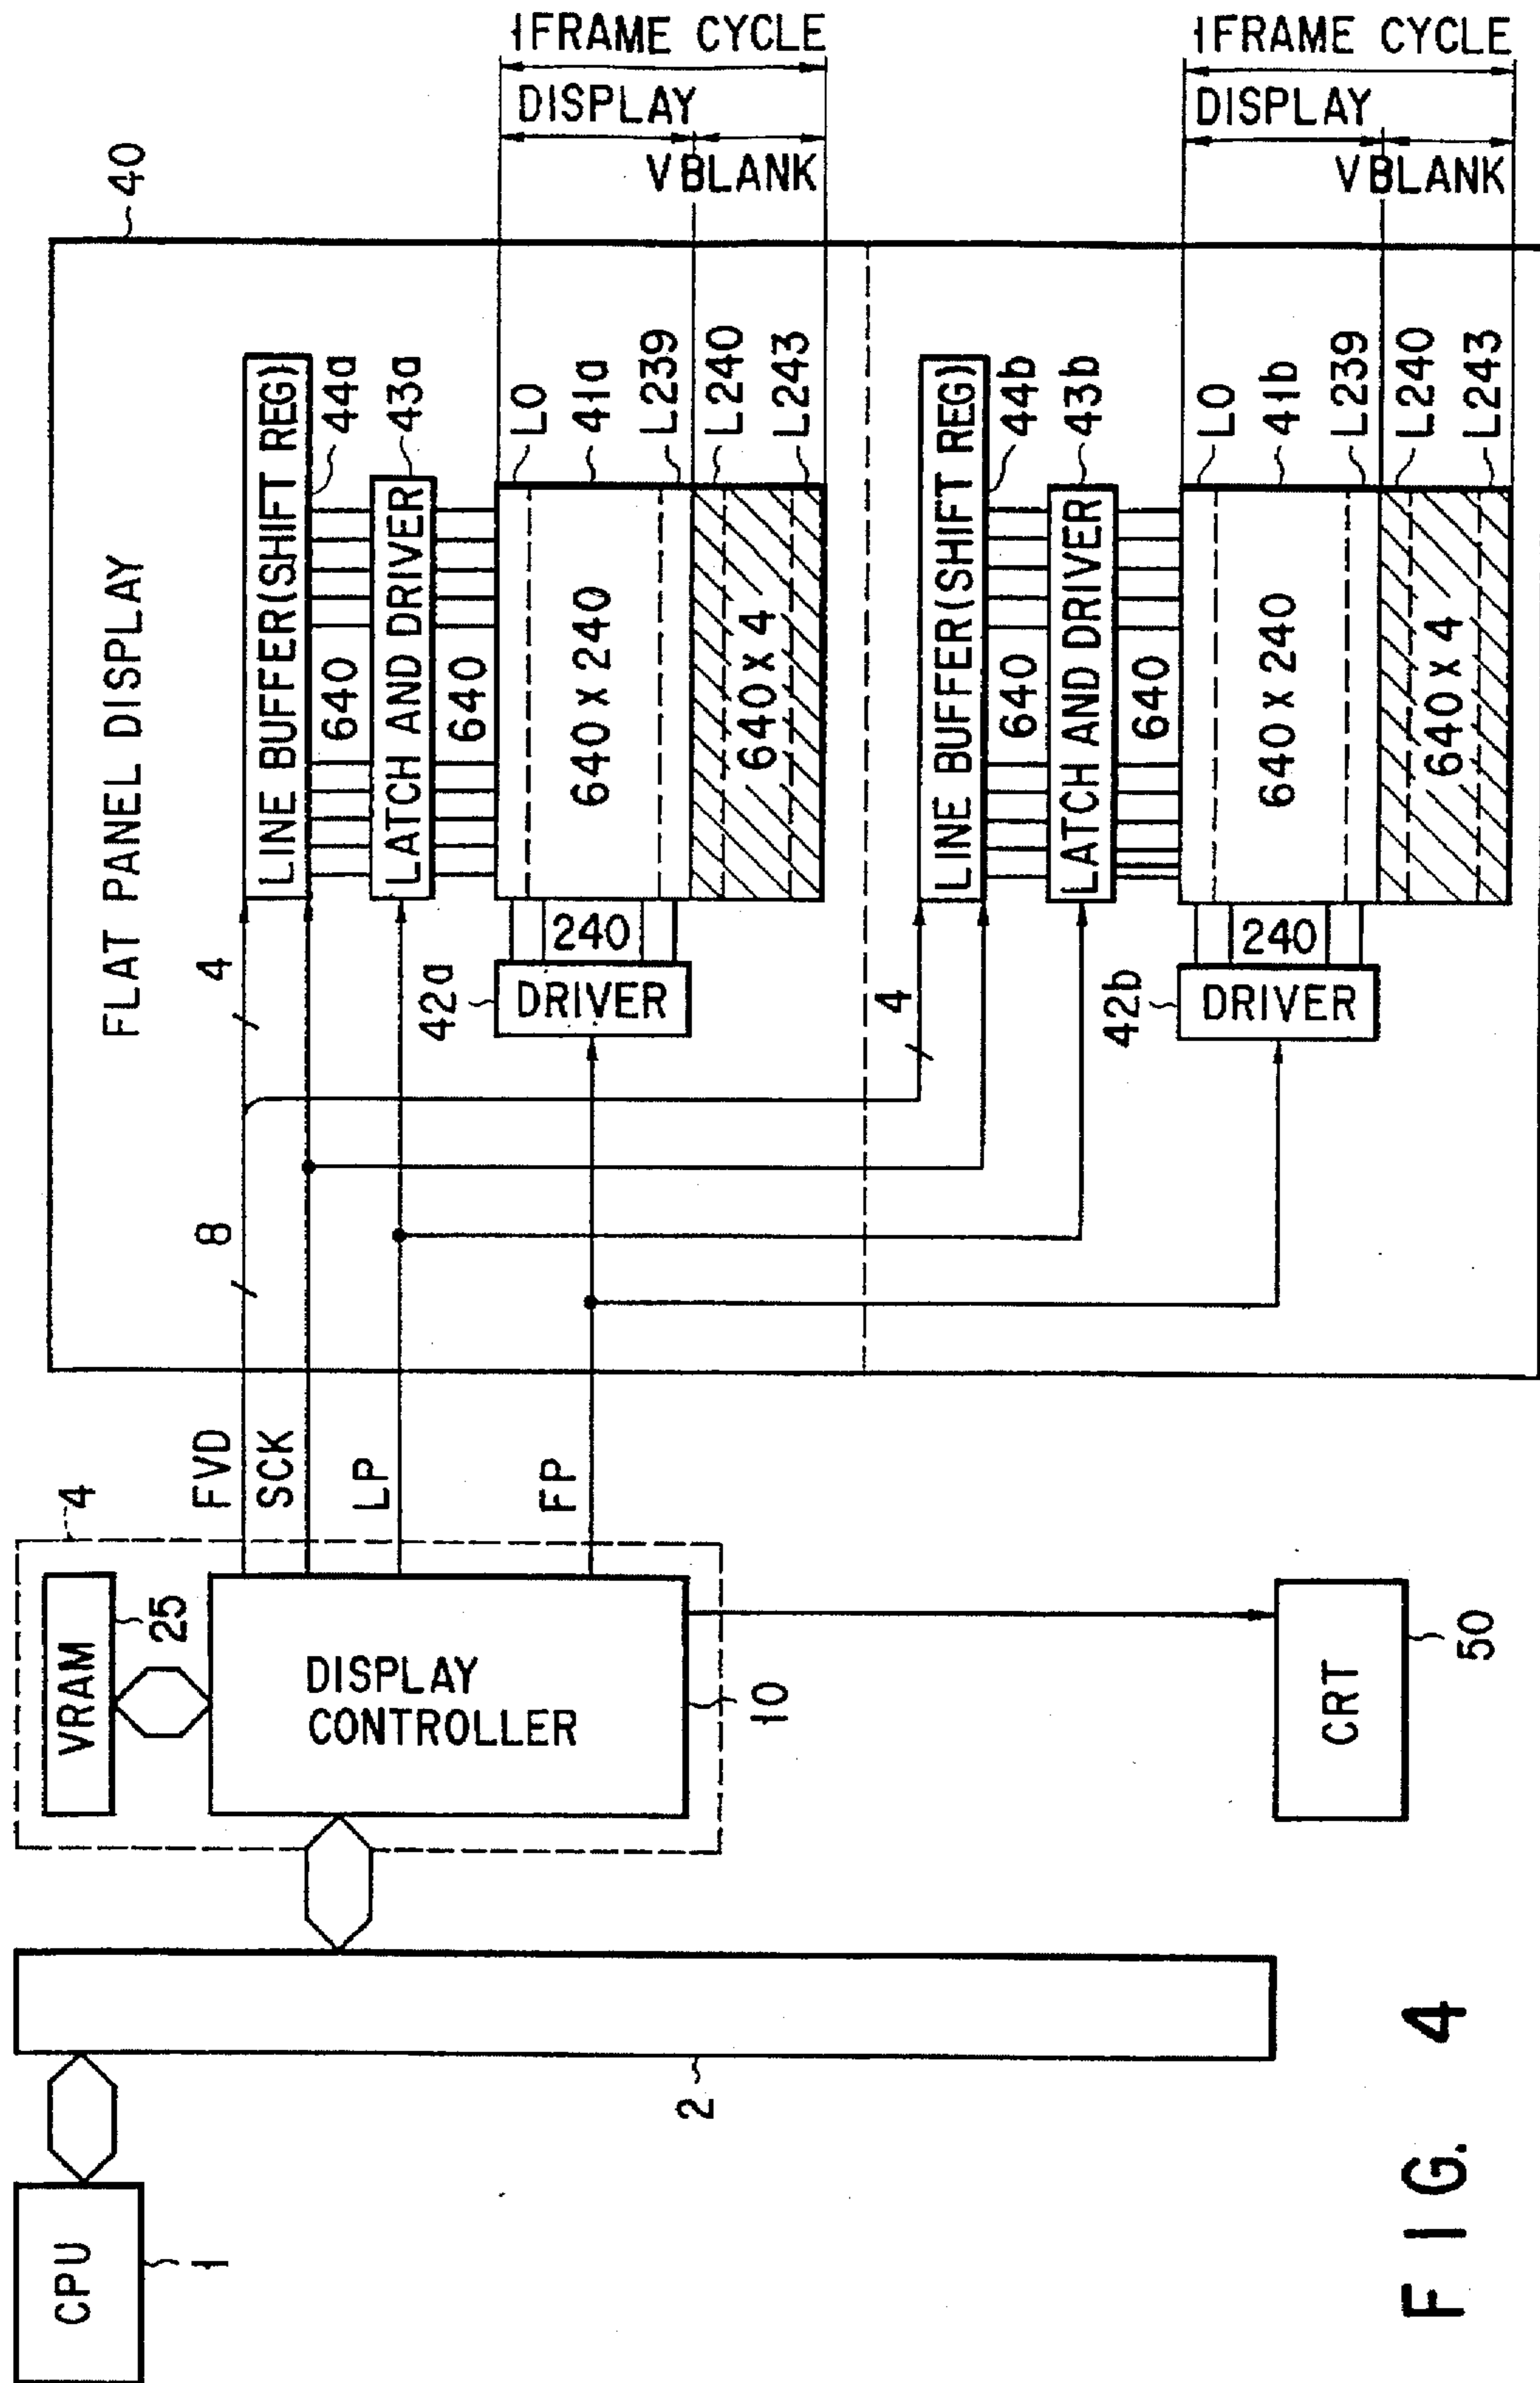 FLAT PANEL DISPLAY
40
CPU
1
2
4
VRAM
25
DISPLAY
CONTROLLER
10
CRT
50
FVD
SCK
LP
FP
8
4
LINE BUFFER(SHIFT REG)
44a
640
LATCH AND DRIVER
43a
640
42a
DRIVER
240
640 x 240
640 x 4
L0
41a
L239
L240
L243
1FRAME CYCLE
DISPLAY
V BLANK
4
LINE BUFFER(SHIFT REG)
44b
640
LATCH AND DRIVER
43b
640
42b
DRIVER
240
640 x 240
640 x 4
L0
41b
L239
L240
L243
1FRAME CYCLE
DISPLAY
V BLANK
FIG. 4